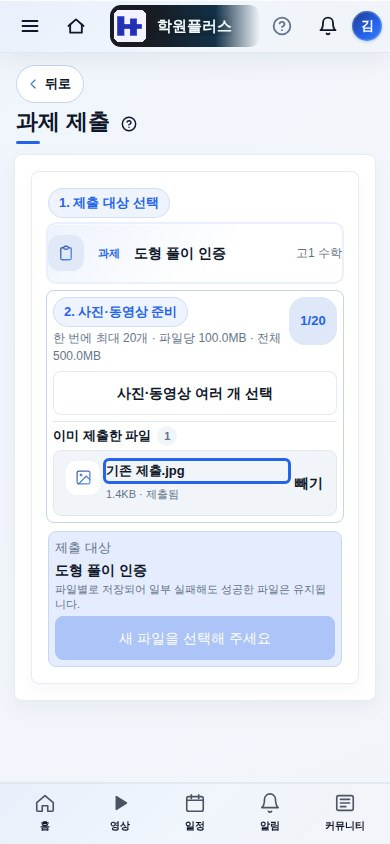 학원플러스
김
뒤로
과제 제출
1. 제출 대상 선택
과제 도형 풀이 인증 고1 수학
2. 사진·동영상 준비
1/20
한 번에 최대 20개 · 파일당 100.0MB · 전체
500.0MB
사진·동영상 여러 개 선택
이미 제출한 파일 1
기존 제출.jpg
1.4KB · 제출됨
빼기
제출 대상
도형 풀이 인증
파일별로 저장되어 일부 실패해도 성공한 파일은 유지됩
니다.
새 파일을 선택해 주세요
홈 영상 일정 알림 커뮤니티